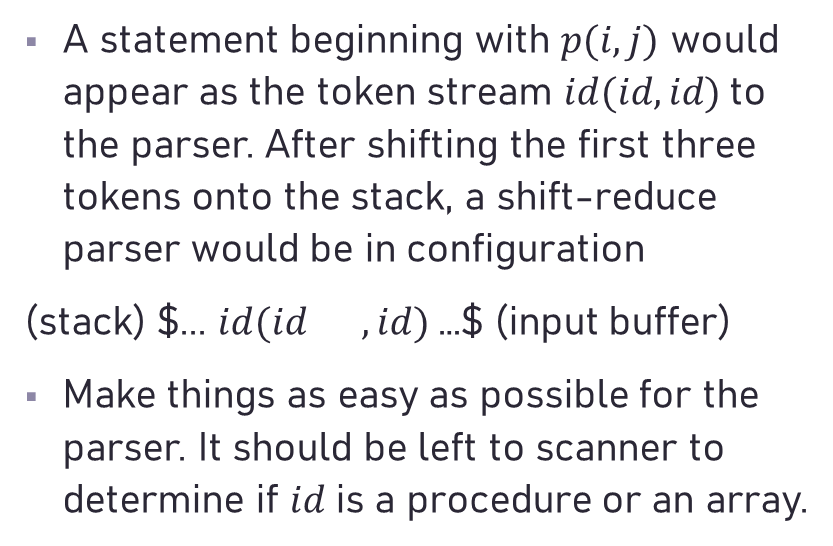 ▪ A statement beginning with p(i,j) would
appear as the token stream id(id,id) to
the parser. After shifting the first three
tokens onto the stack, a shift-reduce
parser would be in configuration
(stack) $... id(id ,id) ...$ (input buffer)
▪ Make things as easy as possible for the
parser. It should be left to scanner to
determine if id is a procedure or an array.